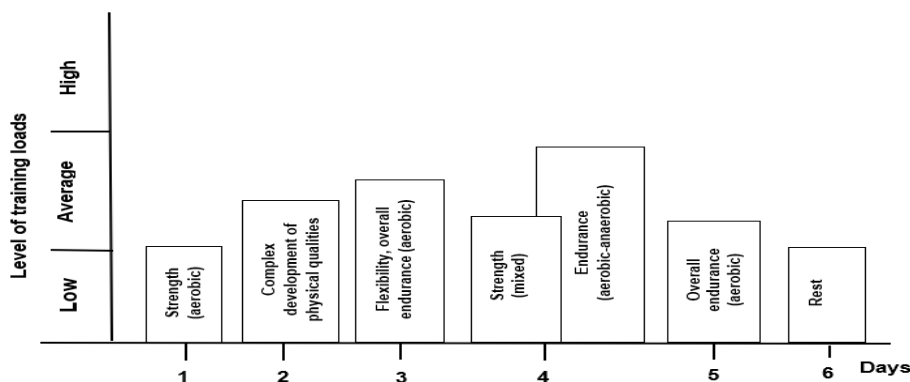 Level of training loads
High
Average
Low
Strength
(aerobic)
Complex
development of
physical qualities
Flexibility, overall
endurance (aerobic)
Strength
(mixed)
Endurance
(aerobic-anaerobic)
Overall
endurance
(aerobic)
Rest
1 2 3 4 5 6 Days